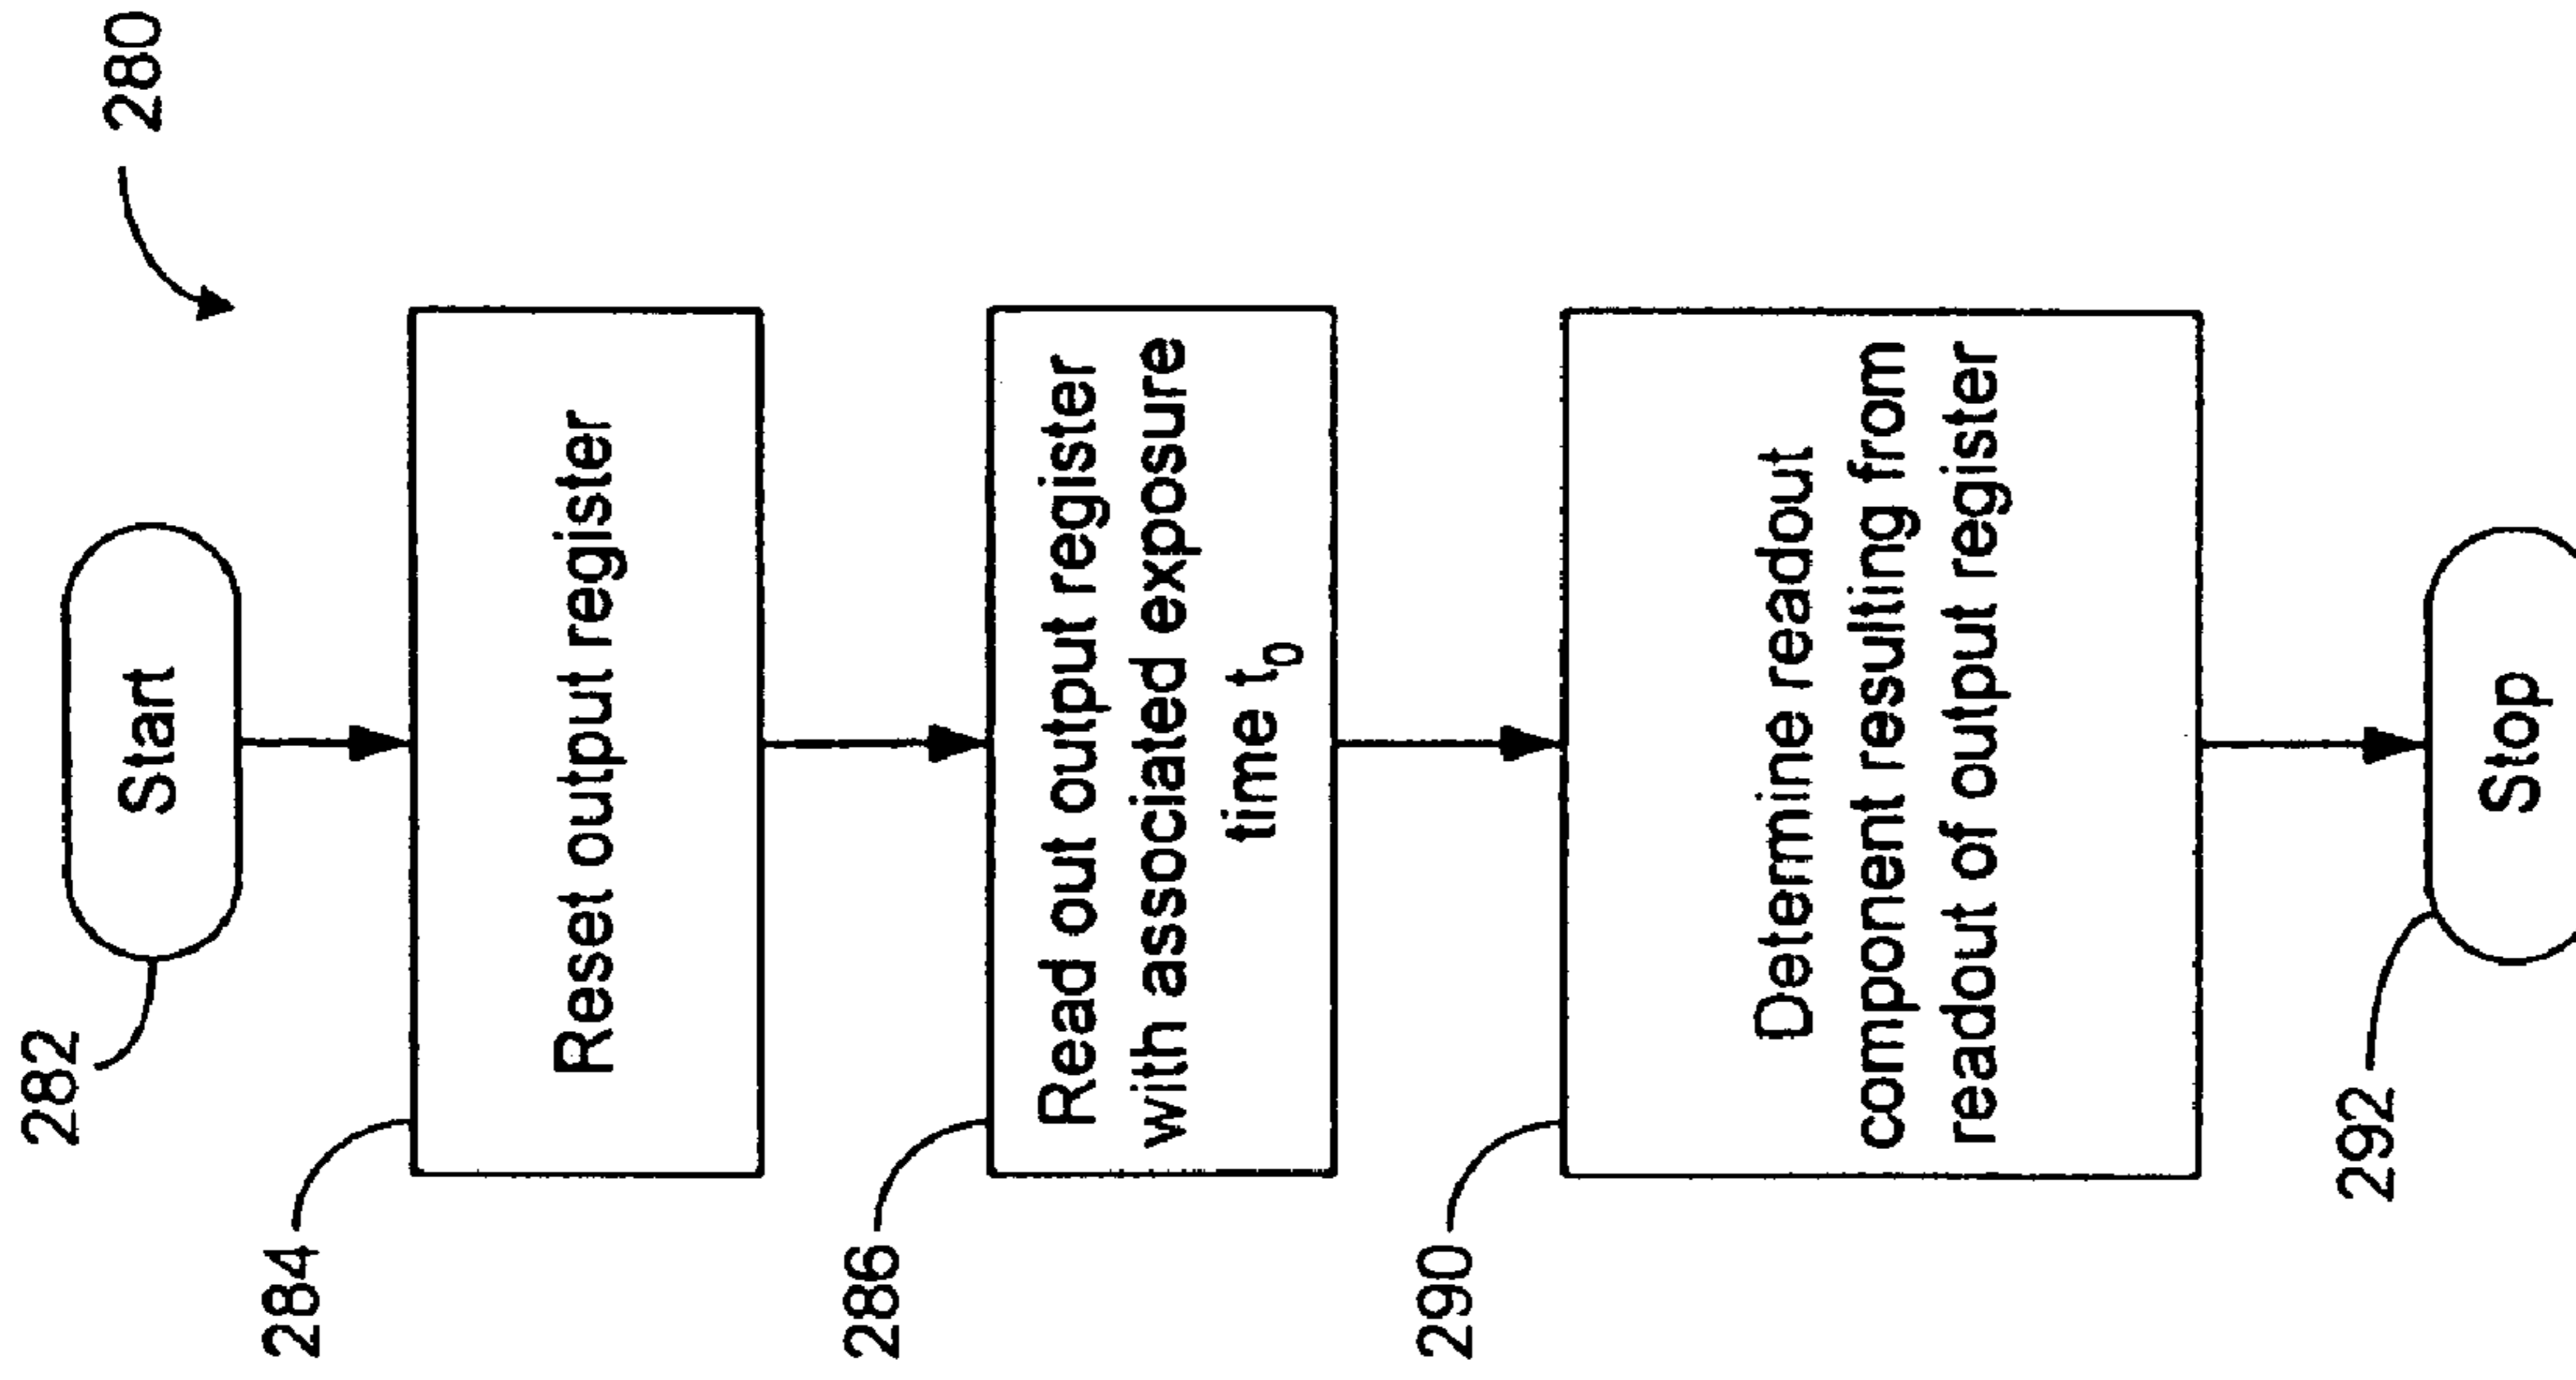 280
282
Start
284
Reset output register
286
Read out output register
with associated exposure
time t₀
290
Determine readout
component resulting from
readout of output register
292
Stop